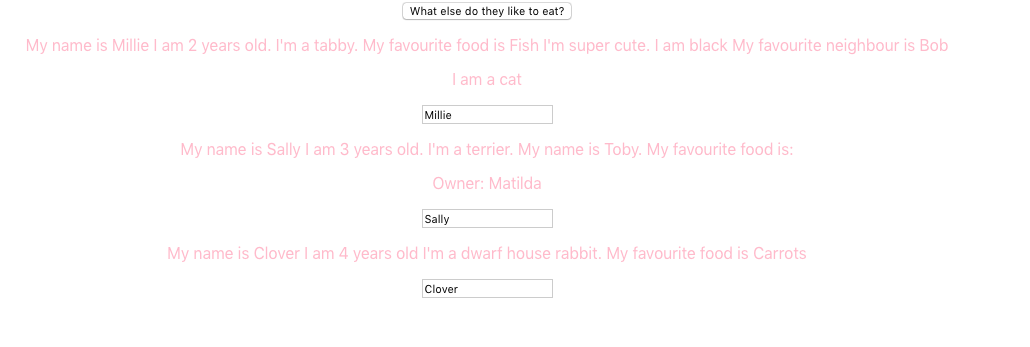 What else do they like to eat?
My name is Millie I am 2 years old. I'm a tabby. My favourite food is Fish I'm super cute. I am black My favourite neighbour is Bob
I am a cat
Millie
My name is Sally I am 3 years old. I'm a terrier. My name is Toby. My favourite food is:
Owner: Matilda
Sally
My name is Clover I am 4 years old I'm a dwarf house rabbit. My favourite food is Carrots
Clover